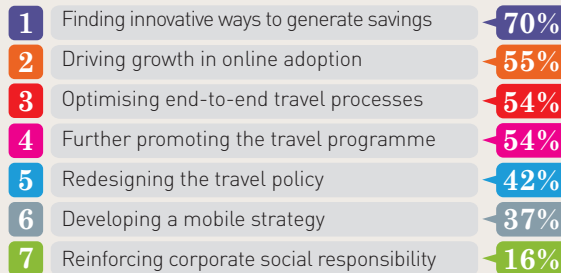 1 Finding innovative ways to generate savings 70%
2 Driving growth in online adoption 55%
3 Optimising end-to-end travel processes 54%
4 Further promoting the travel programme 54%
5 Redesigning the travel policy 42%
6 Developing a mobile strategy 37%
7 Reinforcing corporate social responsibility 16%